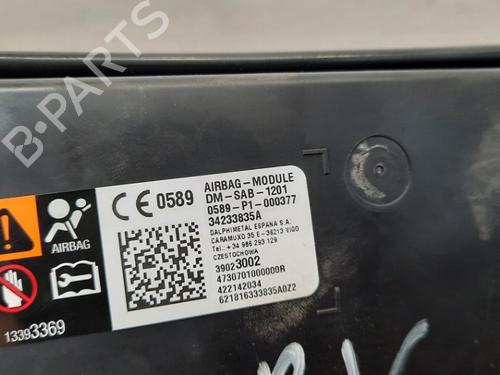 B-PARTS
CE 0589
AIRBAG-MODULE
DM-SAB-1201
0589-P1-000377
34233835A
DALPHIMETAL ESPANA S.A.
CARAMUXO 35 E-36213 VIGO
Tel.: +34 986 293 129
CZESTOCHOWA
39023002
4730701000000R
422142034
621816333835A0Z2
AIRBAG
13393369